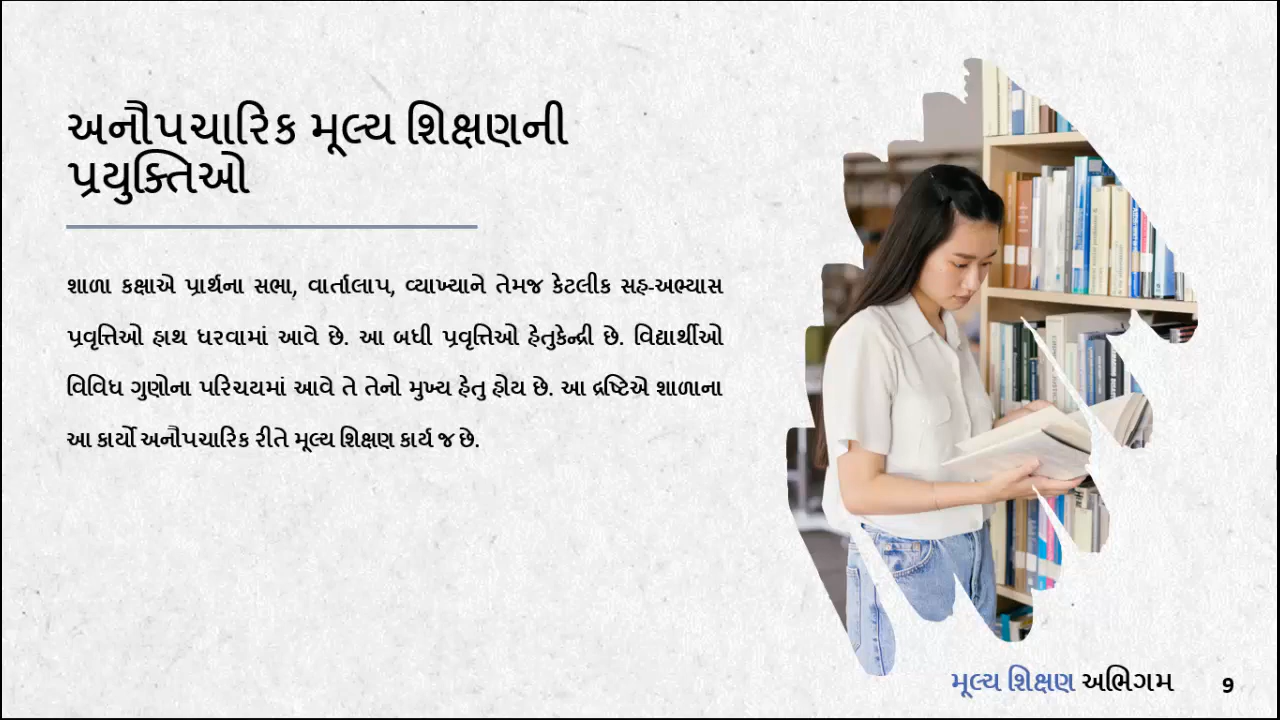 અનૌપચારિક મૂલ્ય શિક્ષણની
પ્રયુક્તિઓ
શાળા કક્ષાએ પ્રાર્થના સભા, વાર્તાલાપ, વ્યાખ્યાને તેમજ કેટલીક સહ-અભ્યાસ
પ્રવૃત્તિઓ હાથ ધરવામાં આવે છે. આ બધી પ્રવૃત્તિઓ હેતુકેન્દ્રી છે. વિદ્યાર્થીઓ
વિવિધ ગુણોના પરિચયમાં આવે તે તેનો મુખ્ય હેતુ હોય છે. આ દ્રષ્ટિએ શાળાના
આ કાર્યો અનૌપચારિક રીતે મૂલ્ય શિક્ષણ કાર્ય જ છે.
મૂલ્ય શિક્ષણ અભિગમ 9